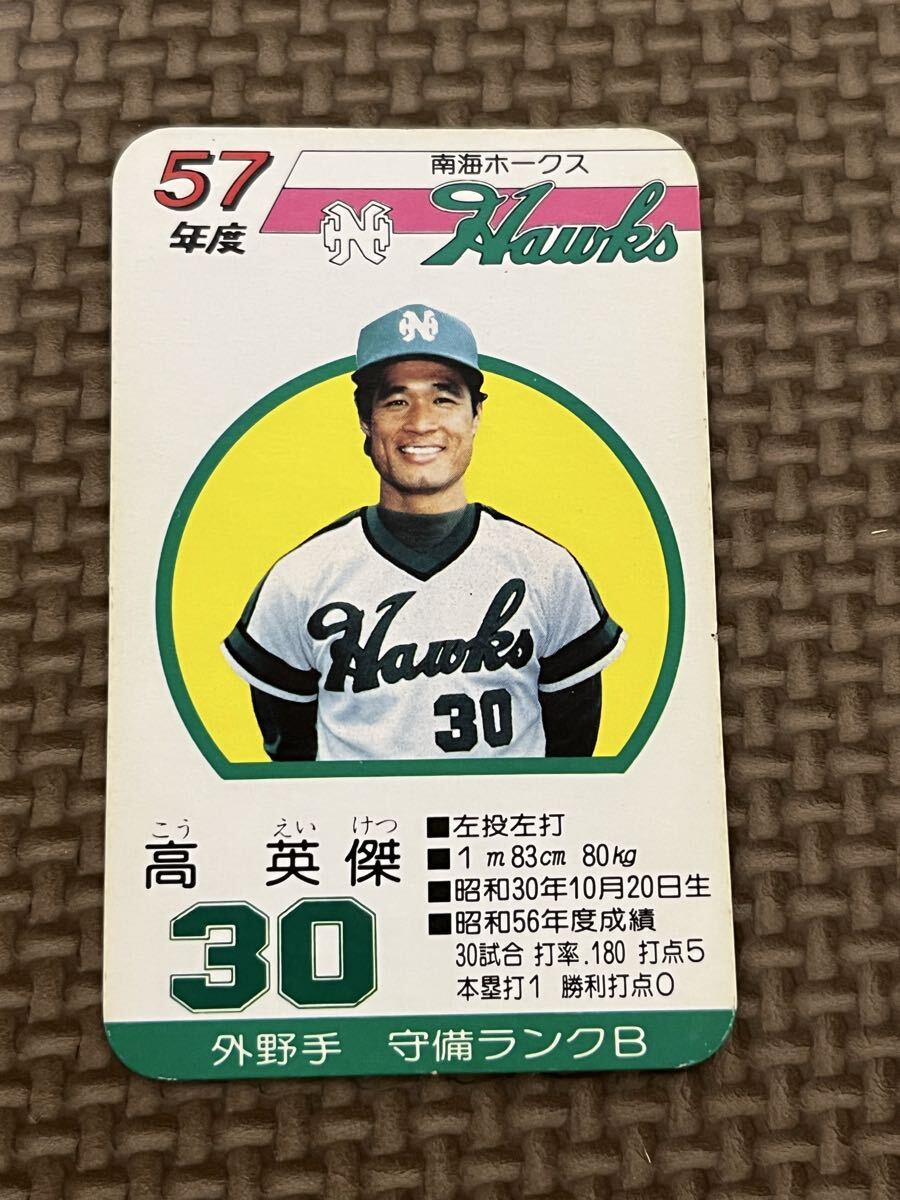 57
年度
南海ホークス
N Hawks
N
Hawks
30
こう えい けつ
高 英傑
30
■左投左打
■1m83cm 80kg
■昭和30年10月20日生
■昭和56年度成績
30試合 打率.180 打点5
本塁打1 勝利打点0
外野手 守備ランクB